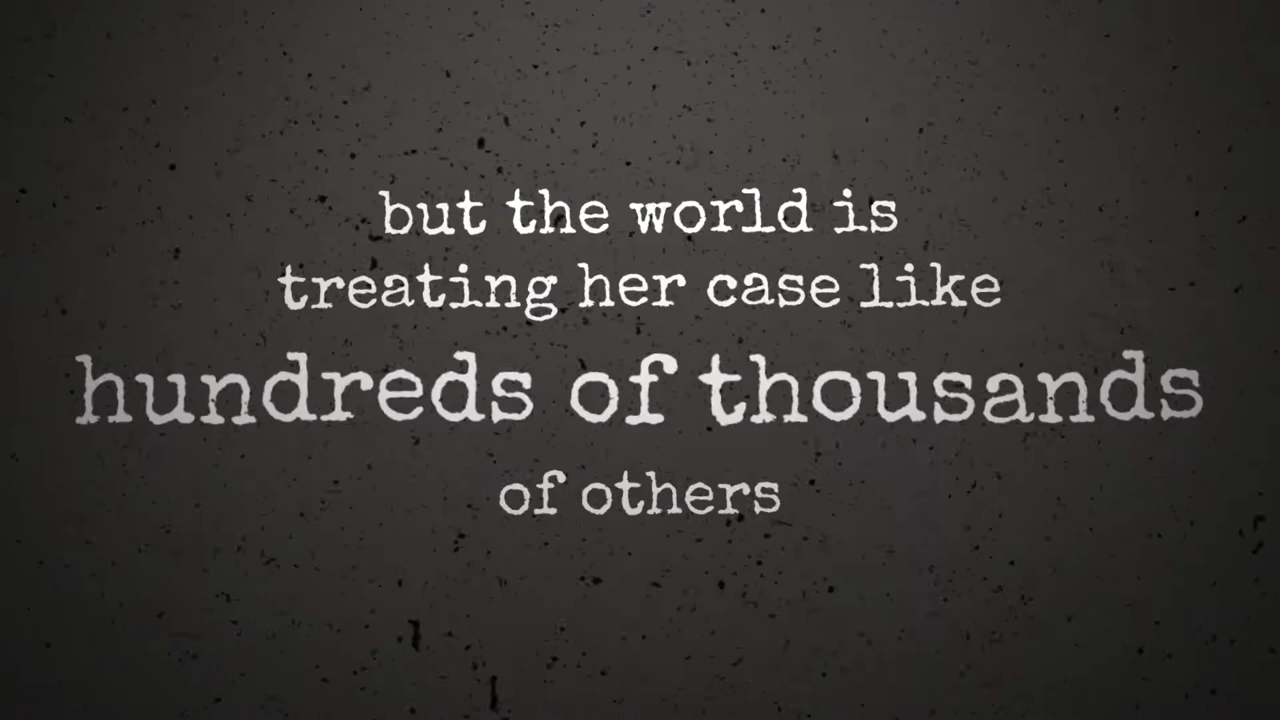 but the world is
treating her case like
hundreds of thousands
of others